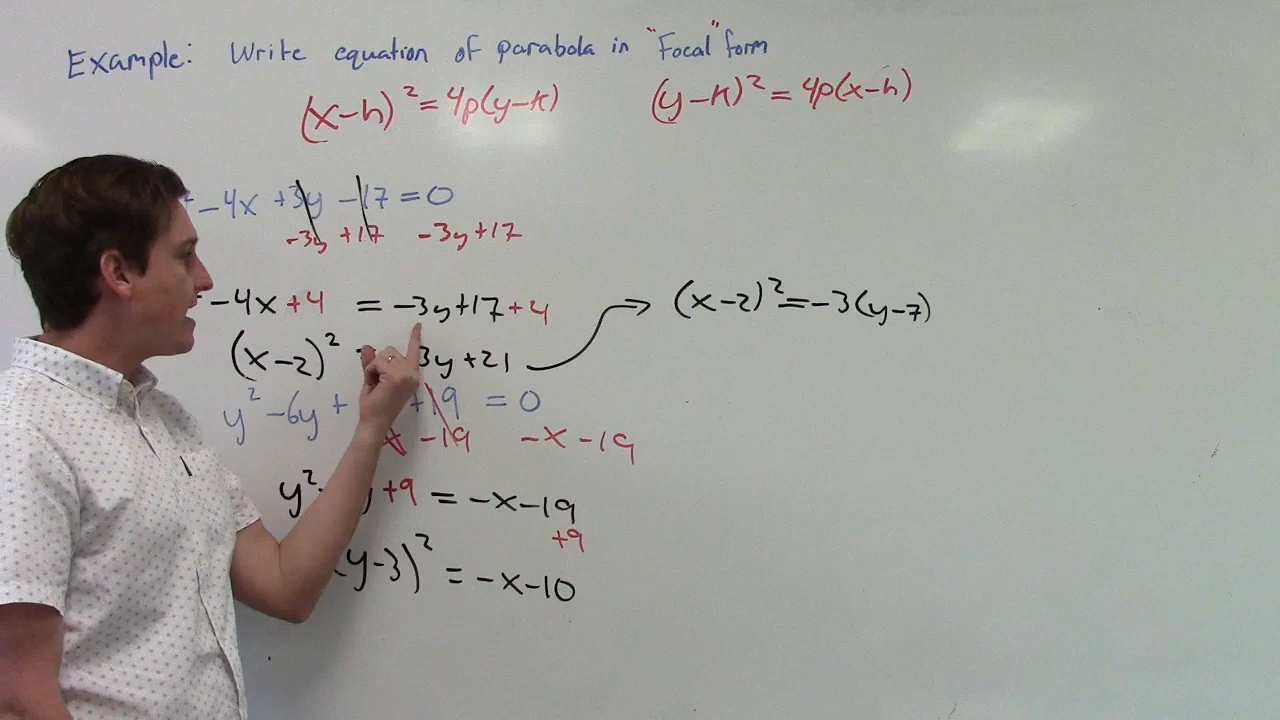 Example: Write equation of parabola in "Focal" form
(x-h)² = 4p(y-k) (y-k)² = 4p(x-h)
-4x +3y -17 = 0
-3y +17 -3y +17
-4x +4 = -3y +17 +4
(x-2)² = -3(y-7)
(x-2)² 3y +21
y² -6y + +19 = 0
x -19 -x -19
y² y +9 = -x -19
+9
(y-3)² = -x -10